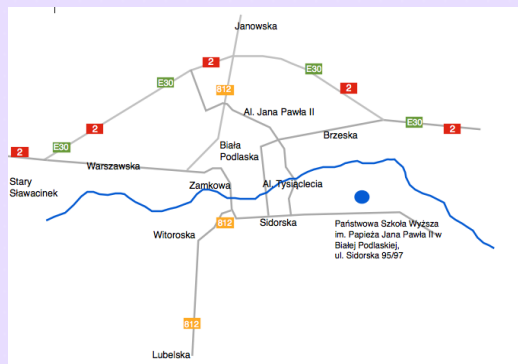 Janowska
2
E30
E30
812
2
Al. Jana Pawła II
2
E30
2
Brzeska
2
E30
Biała
Podlaska
Warszawska
Stary
Sławacinek
Zamkowa
Al. Tysiąclecia
812
Sidorska
Witoroska
Państwowa Szkoła Wyższa
im. Papieża Jana Pawła II w
Białej Podlaskiej,
ul. Sidorska 95/97
812
Lubelska